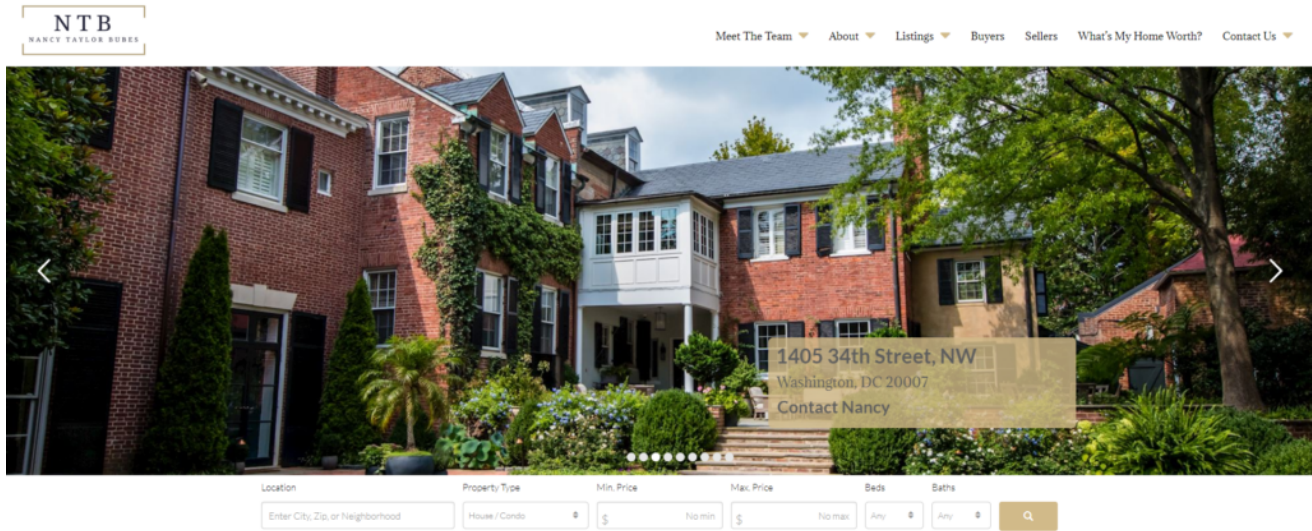 NTB
NANCY TAYLOR BUBES
Meet The Team About Listings Buyers Sellers What's My Home Worth? Contact Us
1405 34th Street, NW
Washington, DC 20007
Contact Nancy
Location Property Type Min. Price Max. Price Beds Baths
Enter City, Zip, or Neighborhood House / Condo $ No min $ No max Any Any